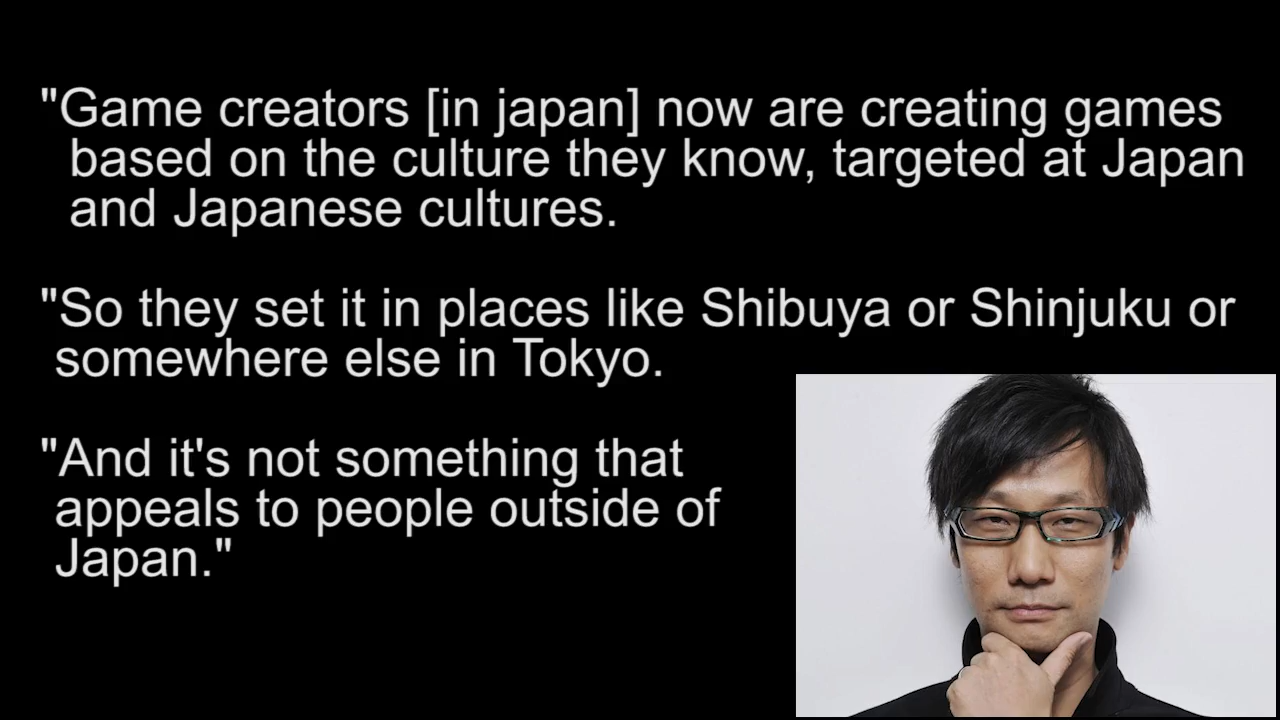 "Game creators [in japan] now are creating games
based on the culture they know, targeted at Japan
and Japanese cultures.
"So they set it in places like Shibuya or Shinjuku or
somewhere else in Tokyo.
"And it's not something that
appeals to people outside of
Japan."